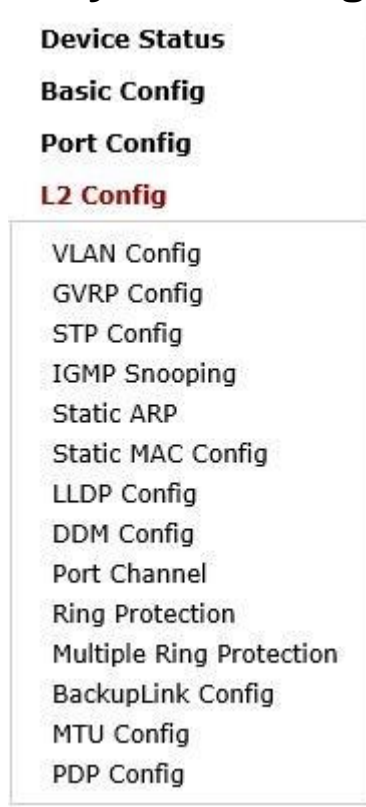 Device Status
Basic Config
Port Config
L2 Config
VLAN Config
GVRP Config
STP Config
IGMP Snooping
Static ARP
Static MAC Config
LLDP Config
DDM Config
Port Channel
Ring Protection
Multiple Ring Protection
BackupLink Config
MTU Config
PDP Config